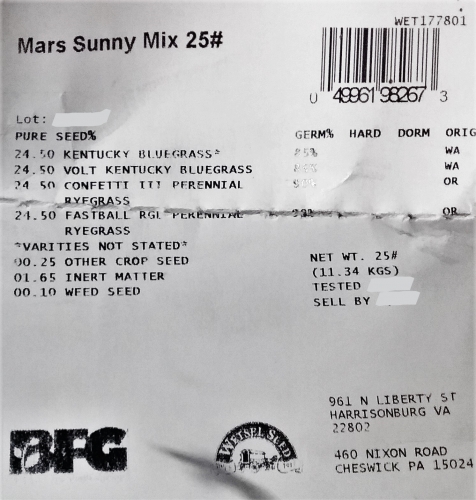 WET177801
Mars Sunny Mix 25#
0 49961 98267 3
Lot:
PURE SEED% GERM% HARD DORM ORIG
24.50 KENTUCKY BLUEGRASS* 85% WA
24.50 VOLT KENTUCKY BLUEGRASS WA
24.50 CONFETTI III PERENNIAL OR
RYEGRASS
24.50 FASTBALL RGL PERENNIAL OR
RYEGRASS
*VARITIES NOT STATED*
00.25 OTHER CROP SEED
01.65 INERT MATTER
00.10 WEED SEED
NET WT. 25#
(11.34 KGS)
TESTED
SELL BY
961 N LIBERTY ST
HARRISONBURG VA
22802
460 NIXON ROAD
CHESWICK PA 15024
BFG
WETSEL SEED